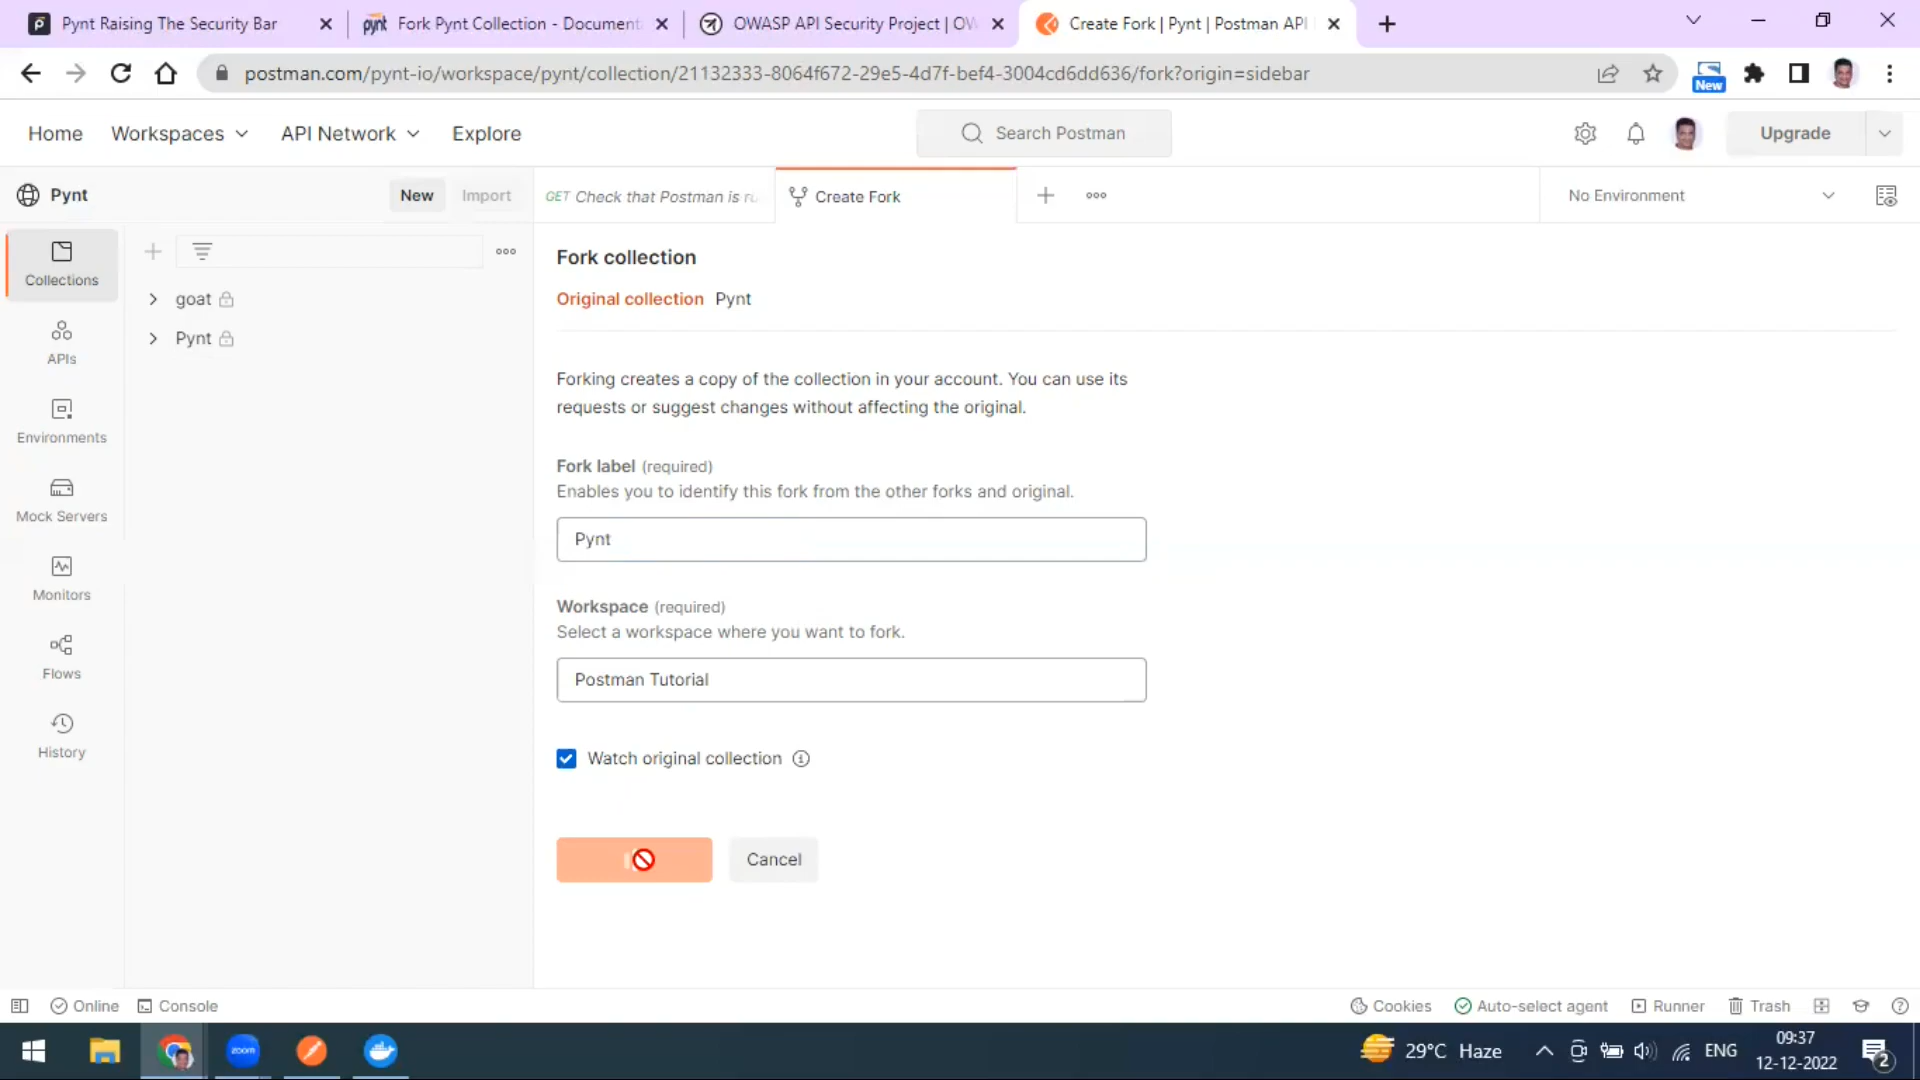 Pynt Raising The Security Bar
pynt Fork Pynt Collection - Document
OWASP API Security Project | OW
Create Fork | Pynt | Postman API
postman.com/pynt-io/workspace/pynt/collection/21132333-8064f672-29e5-4d7f-bef4-3004cd6dd636/fork?origin=sidebar
New
Home Workspaces API Network Explore
Search Postman
Upgrade
Pynt
New Import
GET Check that Postman is ru
Create Fork
No Environment
Collections
APIs
Environments
Mock Servers
Monitors
Flows
History
goat
Pynt
Fork collection
Original collection Pynt
Forking creates a copy of the collection in your account. You can use its
requests or suggest changes without affecting the original.
Fork label (required)
Enables you to identify this fork from the other forks and original.
Pynt
Workspace (required)
Select a workspace where you want to fork.
Postman Tutorial
Watch original collection
Cancel
Online Console
Cookies Auto-select agent Runner Trash
zoom
29°C Haze
ENG
09:37
12-12-2022
2